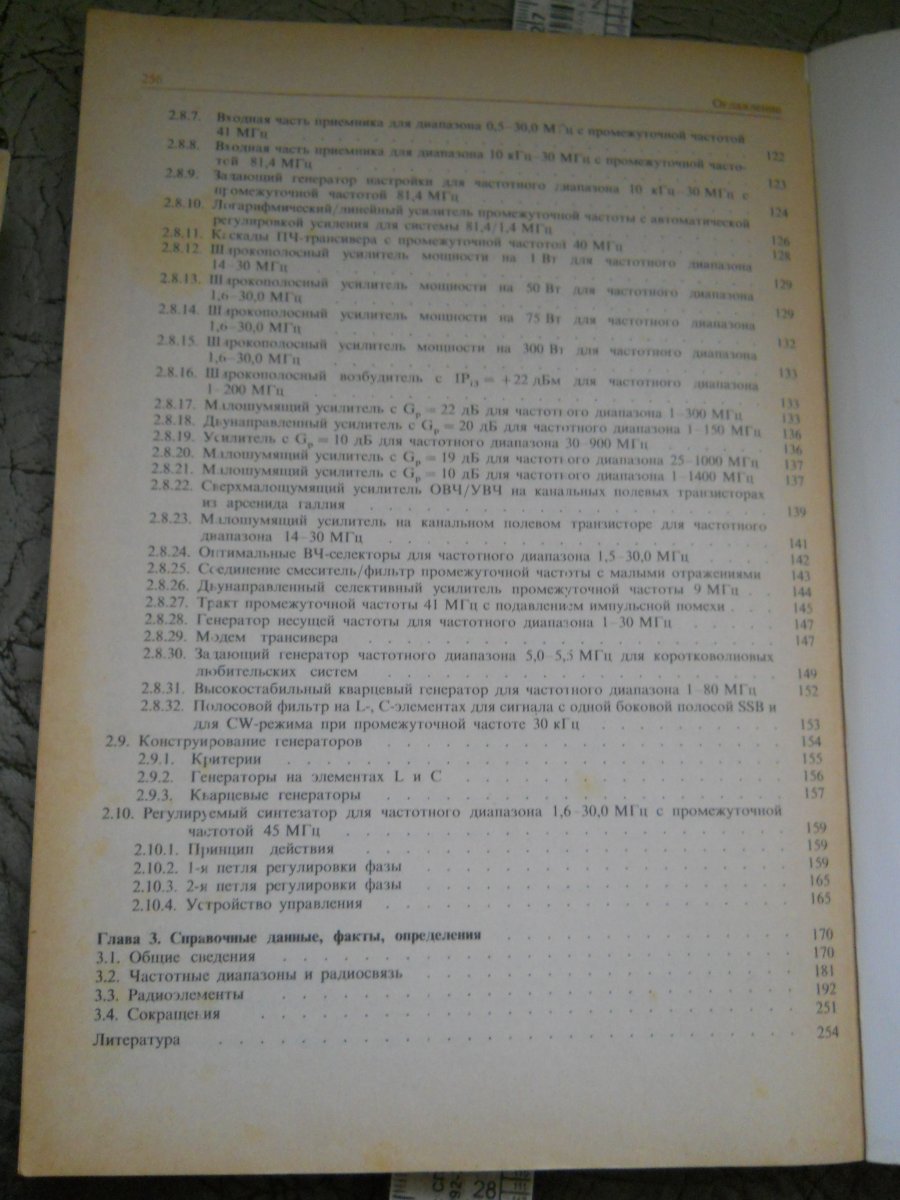 256
Оглавление
2.8.7. Входная часть приемника для диапазона 0,5–30,0 МГц с промежуточной частотой
41 МГц . . . . . . . . . . 122
2.8.8. Входная часть приемника для диапазона 10 кГц–30 МГц с промежуточной часто-
той 81,4 МГц . . . . . . . . . . 123
2.8.9. Задающий генератор настройки для частотного диапазона 10 кГц–30 МГц с
промежуточной частотой 81,4 МГц . . . . . . . . . . 124
2.8.10. Логарифмический/линейный усилитель промежуточной частоты с автоматической
регулировкой усиления для системы 81,4/1,4 МГц . . . . . . . . . . 126
2.8.11. Каскады ПЧ-трансивера с промежуточной частотой 40 МГц . . . . . 128
2.8.12. Широкополосный усилитель мощности на 1 Вт для частотного диапазона
14–30 МГц . . . . . . . . . . 129
2.8.13. Широкополосный усилитель мощности на 50 Вт для частотного диапазона
1,6–30,0 МГц . . . . . . . . . . 129
2.8.14. Широкополосный усилитель мощности на 75 Вт для частотного диапазона
1,6–30,0 МГц . . . . . . . . . . 132
2.8.15. Широкополосный усилитель мощности на 300 Вт для частотного диапазона
1,6–30,0 МГц . . . . . . . . . . 133
2.8.16. Широкополосный возбудитель с IP₁₃ = +22 дБм для частотного диапазона
1–200 МГц . . . . . . . . . . 133
2.8.17. Малошумящий усилитель с Gₚ = 22 дБ для частотного диапазона 1–300 МГц 133
2.8.18. Двунаправленный усилитель с Gₚ = 20 дБ для частотного диапазона 1–150 МГц 136
2.8.19. Усилитель с Gₚ = 10 дБ для частотного диапазона 30–900 МГц . . . . . 136
2.8.20. Малошумящий усилитель с Gₚ = 19 дБ для частотного диапазона 25–1000 МГц 137
2.8.21. Малошумящий усилитель с Gₚ = 10 дБ для частотного диапазона 1–1400 МГц 137
2.8.22. Сверхмалошумящий усилитель ОВЧ/УВЧ на канальных полевых транзисторах
из арсенида галлия . . . . . . . . . . 139
2.8.23. Малошумящий усилитель на канальном полевом транзисторе для частотного
диапазона 14–30 МГц . . . . . . . . . . 141
2.8.24. Оптимальные ВЧ-селекторы для частотного диапазона 1,5–30,0 МГц . . . . 142
2.8.25. Соединение смеситель/фильтр промежуточной частоты с малыми отражениями 143
2.8.26. Двунаправленный селективный усилитель промежуточной частоты 9 МГц . . 144
2.8.27. Тракт промежуточной частоты 41 МГц с подавлением импульсной помехи . . 145
2.8.28. Генератор несущей частоты для частотного диапазона 1–30 МГц . . . . 147
2.8.29. Модем трансивера . . . . . . . . . . 147
2.8.30. Задающий генератор частотного диапазона 5,0–5,5 МГц для коротковолновых
любительских систем . . . . . . . . . . 149
2.8.31. Высокостабильный кварцевый генератор для частотного диапазона 1–80 МГц 152
2.8.32. Полосовой фильтр на L-, C-элементах для сигнала с одной боковой полосой SSB и
для CW-режима при промежуточной частоте 30 кГц . . . . . . 153
2.9. Конструирование генераторов . . . . . . . . . . 154
2.9.1. Критерии . . . . . . . . . . 155
2.9.2. Генераторы на элементах L и C . . . . . . . . . . 156
2.9.3. Кварцевые генераторы . . . . . . . . . . 157
2.10. Регулируемый синтезатор для частотного диапазона 1,6–30,0 МГц с промежуточной
частотой 45 МГц . . . . . . . . . . 159
2.10.1. Принцип действия . . . . . . . . . . 159
2.10.2. 1-я петля регулировки фазы . . . . . . . . . . 159
2.10.3. 2-я петля регулировки фазы . . . . . . . . . . 165
2.10.4. Устройство управления . . . . . . . . . . 165
Глава 3. Справочные данные, факты, определения . . . . . . . . . 170
3.1. Общие сведения . . . . . . . . . . 170
3.2. Частотные диапазоны и радиосвязь . . . . . . . . . . 181
3.3. Радиоэлементы . . . . . . . . . . 192
3.4. Сокращения . . . . . . . . . . 251
Литература . . . . . . . . . . 254
28